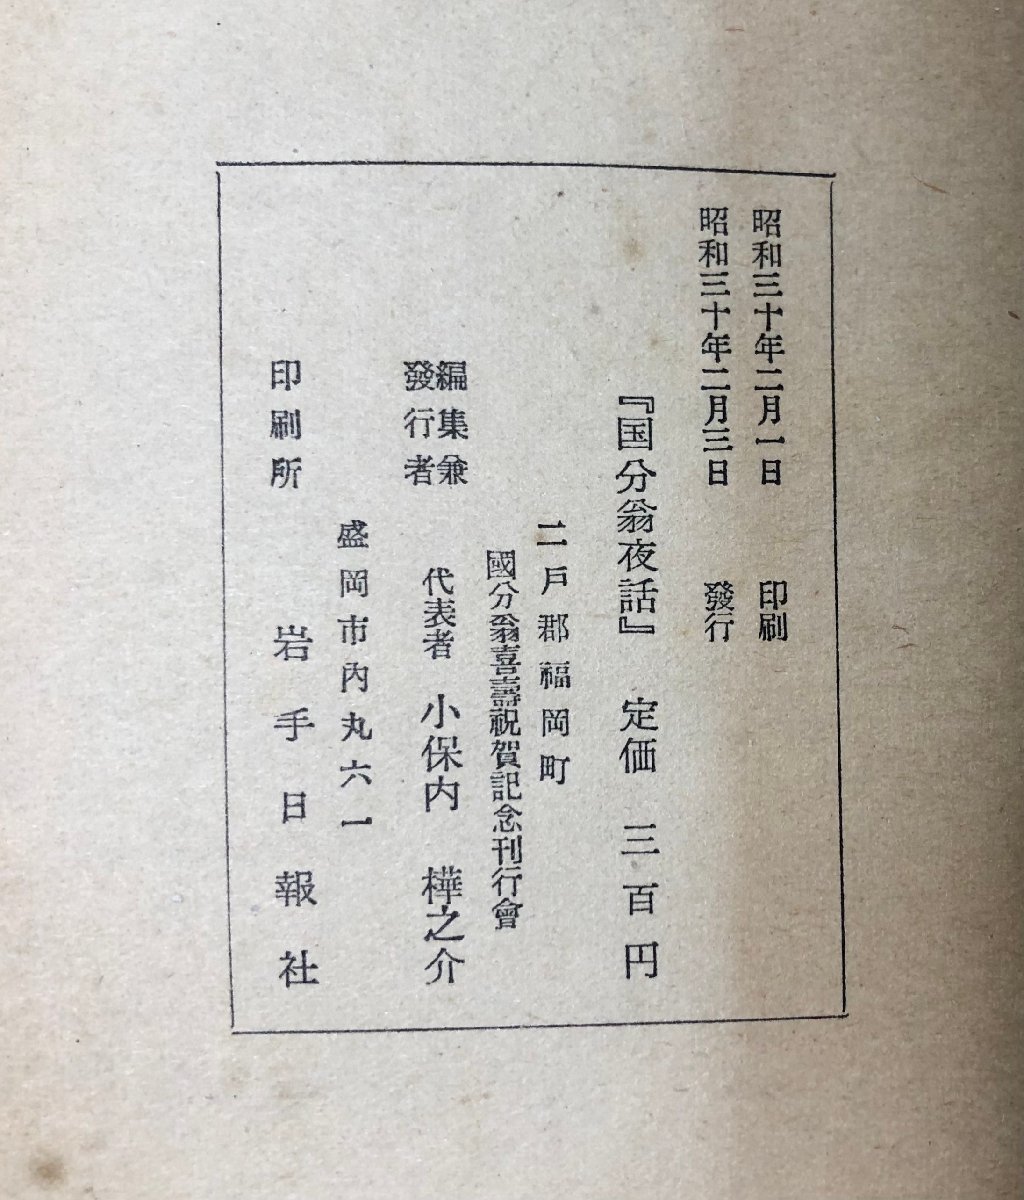 昭和三十年二月一日　印刷
昭和三十年二月三日　發行
『国分翁夜話』　定価　三百円
二戸郡福岡町
國分翁喜壽祝賀記念刊行會
編集兼
發行者　代表者　小保内　樺之介
盛岡市内丸六一
印刷所　岩手日報社